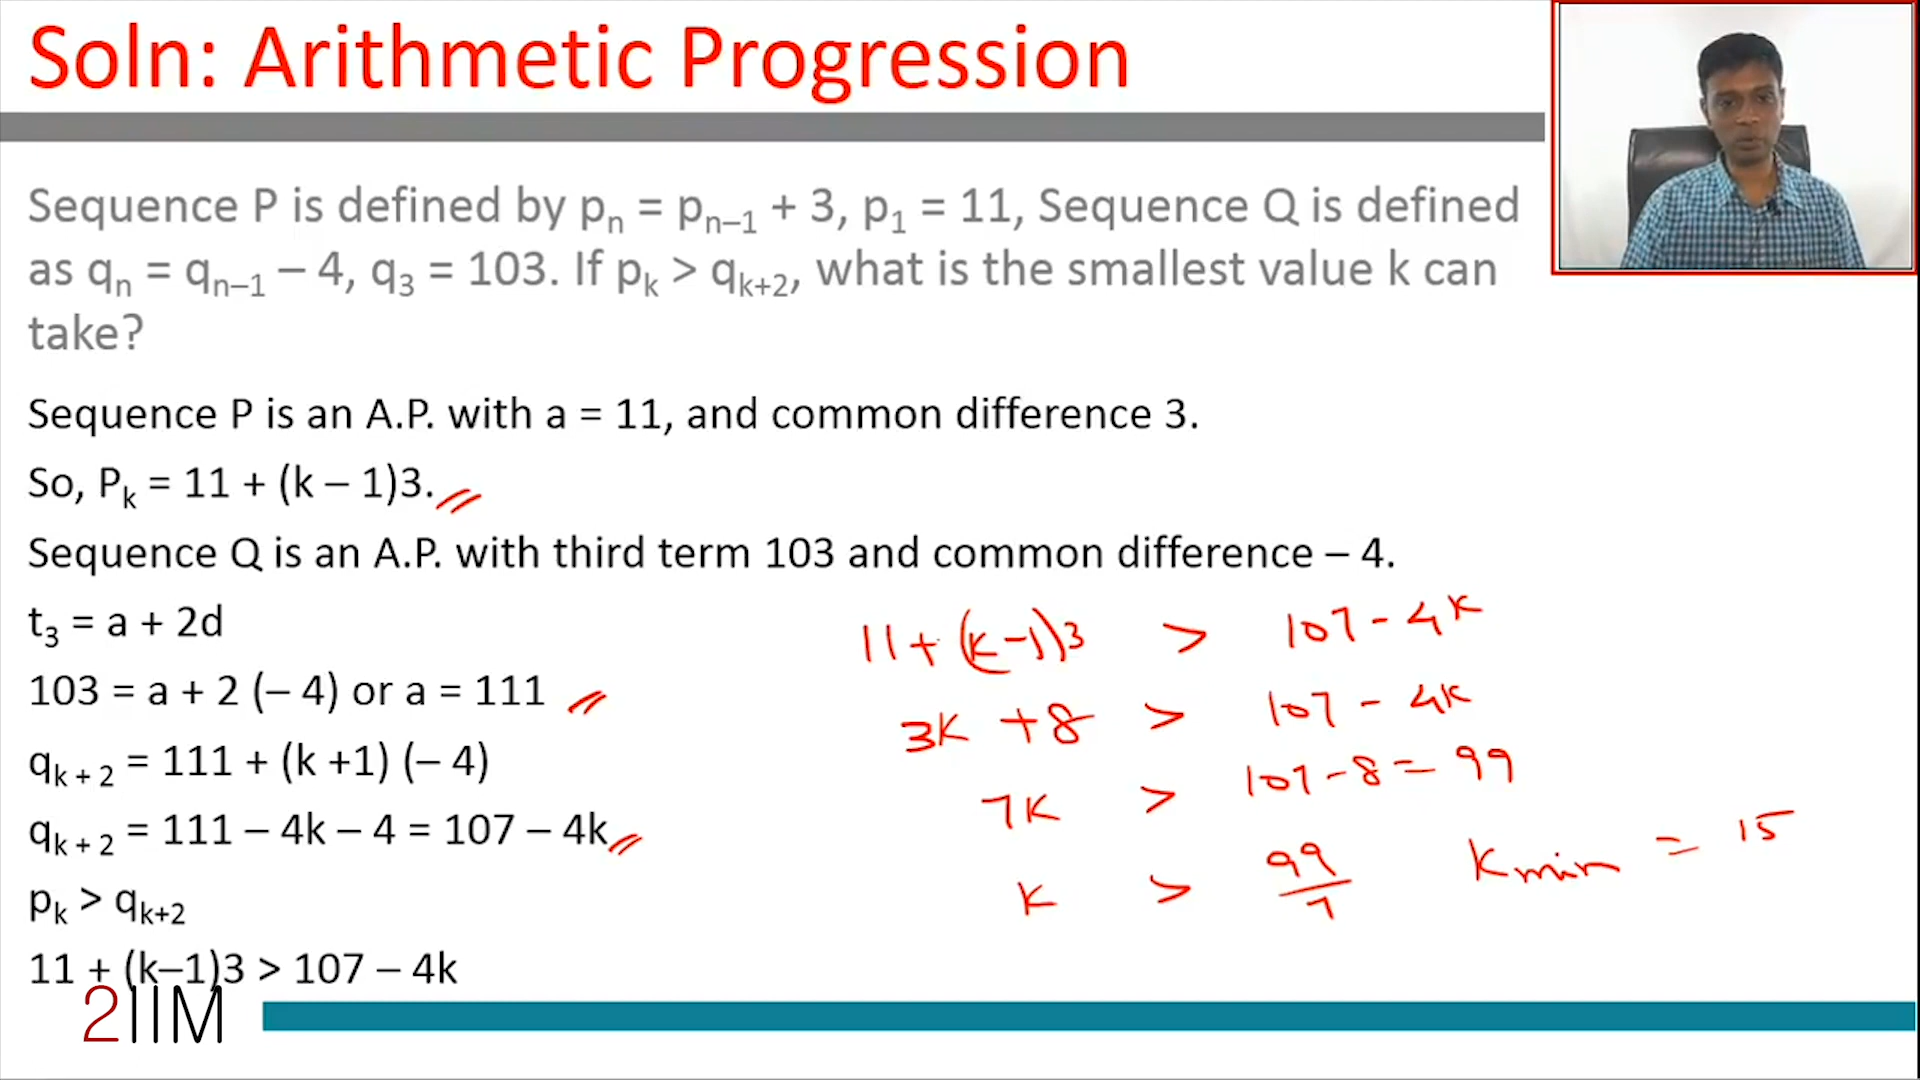 Soln: Arithmetic Progression
Sequence P is defined by pₙ = pₙ₋₁ + 3, p₁ = 11, Sequence Q is defined
as qₙ = qₙ₋₁ – 4, q₃ = 103. If pₖ > qₖ₊₂, what is the smallest value k can
take?
Sequence P is an A.P. with a = 11, and common difference 3.
So, Pₖ = 11 + (k – 1)3.
Sequence Q is an A.P. with third term 103 and common difference – 4.
t₃ = a + 2d
103 = a + 2 (– 4) or a = 111
qₖ ₊ ₂ = 111 + (k +1) (– 4)
qₖ ₊ ₂ = 111 – 4k – 4 = 107 – 4k
pₖ > qₖ₊₂
11 + (k–1)3 > 107 – 4k
11 + (k-1)3 > 107 - 4k
3k + 8 > 107 - 4k
7k > 107 - 8 = 99
k > 99/7 kmin = 15
2IIM